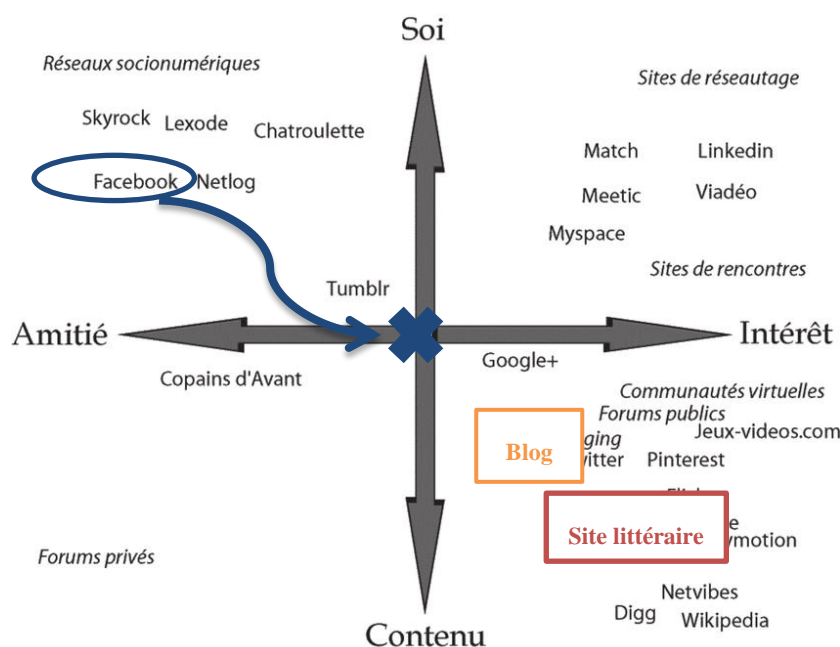 Soi
Réseaux socionumériques
Sites de réseautage
Skyrock Lexode Chatroulette
Match Linkedin
Facebook Netlog
Meetic Viadéo
Myspace
Sites de rencontres
Tumblr
Amitié Intérêt
Google+
Copains d'Avant
Communautés virtuelles
Forums publics
Jeux-videos.com
Blog
Pinterest
Site littéraire
Forums privés
Netvibes
Digg Wikipedia
Contenu